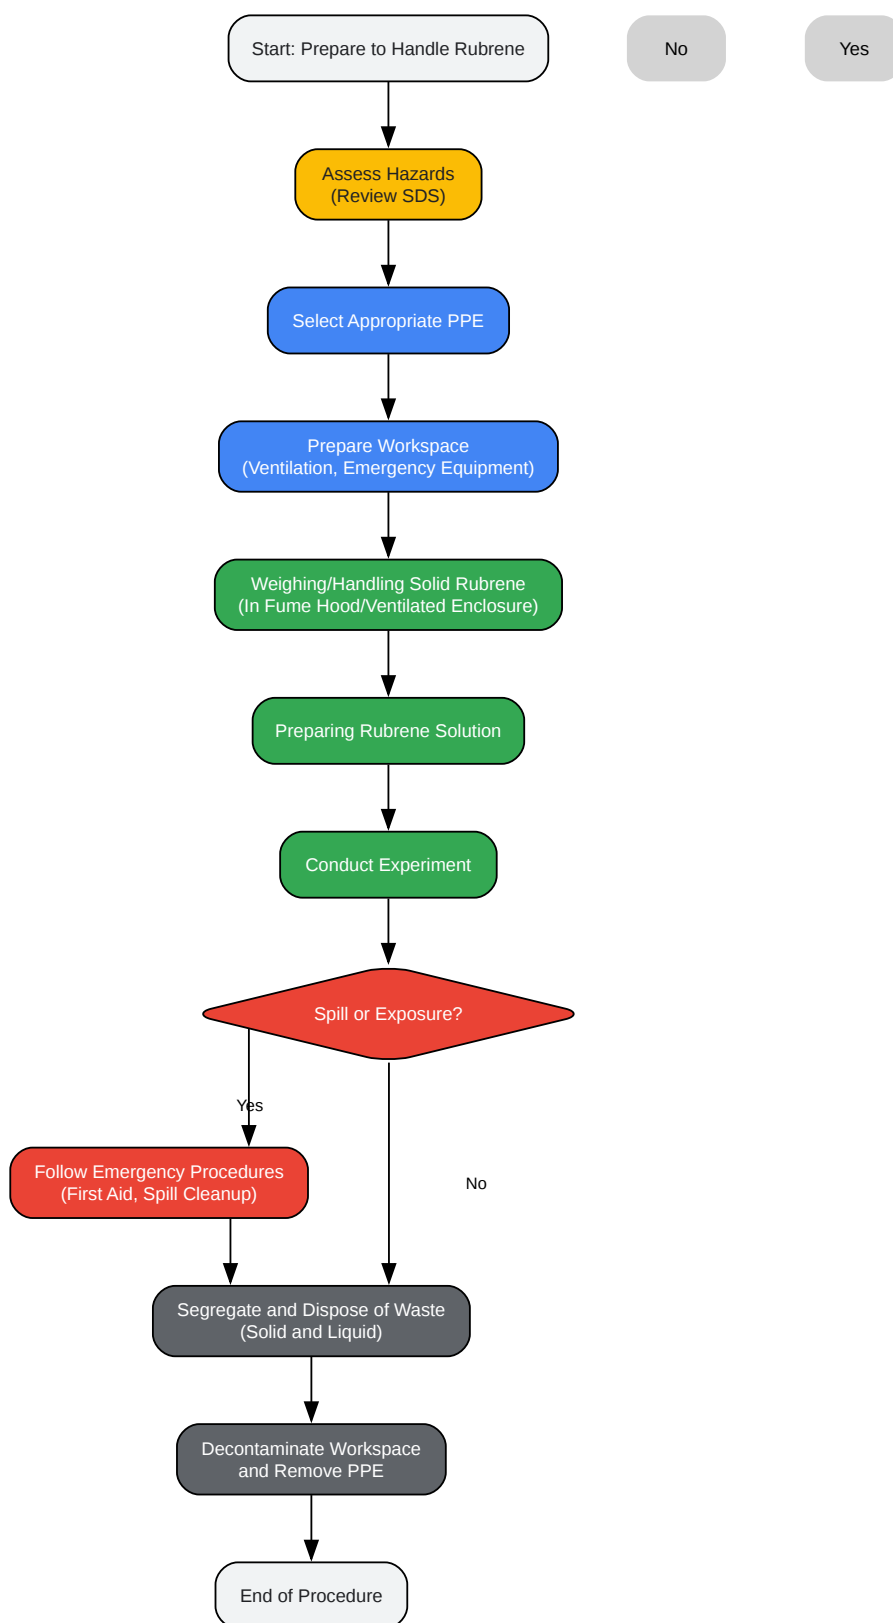 Start: Prepare to Handle Rubrene
No
Yes
Assess Hazards
(Review SDS)
Select Appropriate PPE
Prepare Workspace
(Ventilation, Emergency Equipment)
Weighing/Handling Solid Rubrene
(In Fume Hood/Ventilated Enclosure)
Preparing Rubrene Solution
Conduct Experiment
Spill or Exposure?
Yes
Follow Emergency Procedures
(First Aid, Spill Cleanup)
No
Segregate and Dispose of Waste
(Solid and Liquid)
Decontaminate Workspace
and Remove PPE
End of Procedure